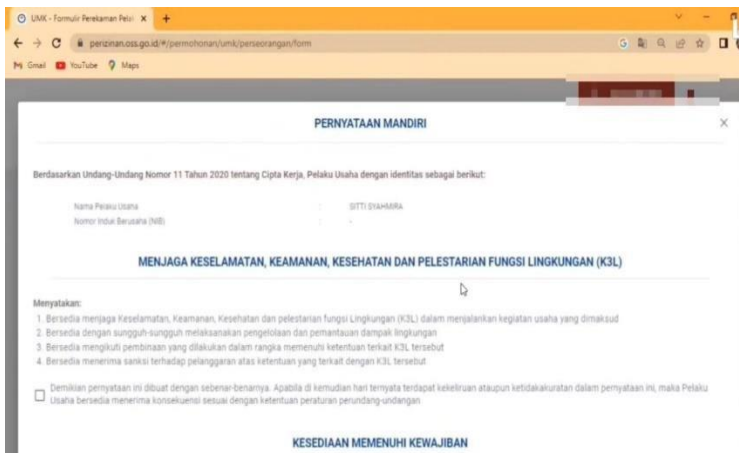 UMK - Formulir Perekaman Pela
perizinan.oss.go.id/#/permohonan/umk/perseorangan/form
Gmail YouTube Maps
PERNYATAAN MANDIRI
Berdasarkan Undang-Undang Nomor 11 Tahun 2020 tentang Cipta Kerja, Pelaku Usaha dengan identitas sebagai berikut:
Nama Pelaku Usaha : SITTI SYAHMIRA
Nomor Induk Berusaha (NIB) : -
MENJAGA KESELAMATAN, KEAMANAN, KESEHATAN DAN PELESTARIAN FUNGSI LINGKUNGAN (K3L)
Menyatakan:
1. Bersedia menjaga Keselamatan, Keamanan, Kesehatan dan pelestarian fungsi Lingkungan (K3L) dalam menjalankan kegiatan usaha yang dimaksud
2. Bersedia dengan sungguh-sungguh melaksanakan pengelolaan dan pemantauan dampak lingkungan
3. Bersedia mengikuti pembinaan yang dilakukan dalam rangka memenuhi ketentuan terkait K3L tersebut
4. Bersedia menerima sanksi terhadap pelanggaran atas ketentuan yang terkait dengan K3L tersebut
Demikian pernyataan ini dibuat dengan sebenar-benarnya. Apabila di kemudian hari ternyata terdapat kekeliruan ataupun ketidakakuratan dalam pernyataan ini, maka Pelaku
Usaha bersedia menerima konsekuensi sesuai dengan ketentuan peraturan perundang-undangan.
KESEDIAAN MEMENUHI KEWAJIBAN